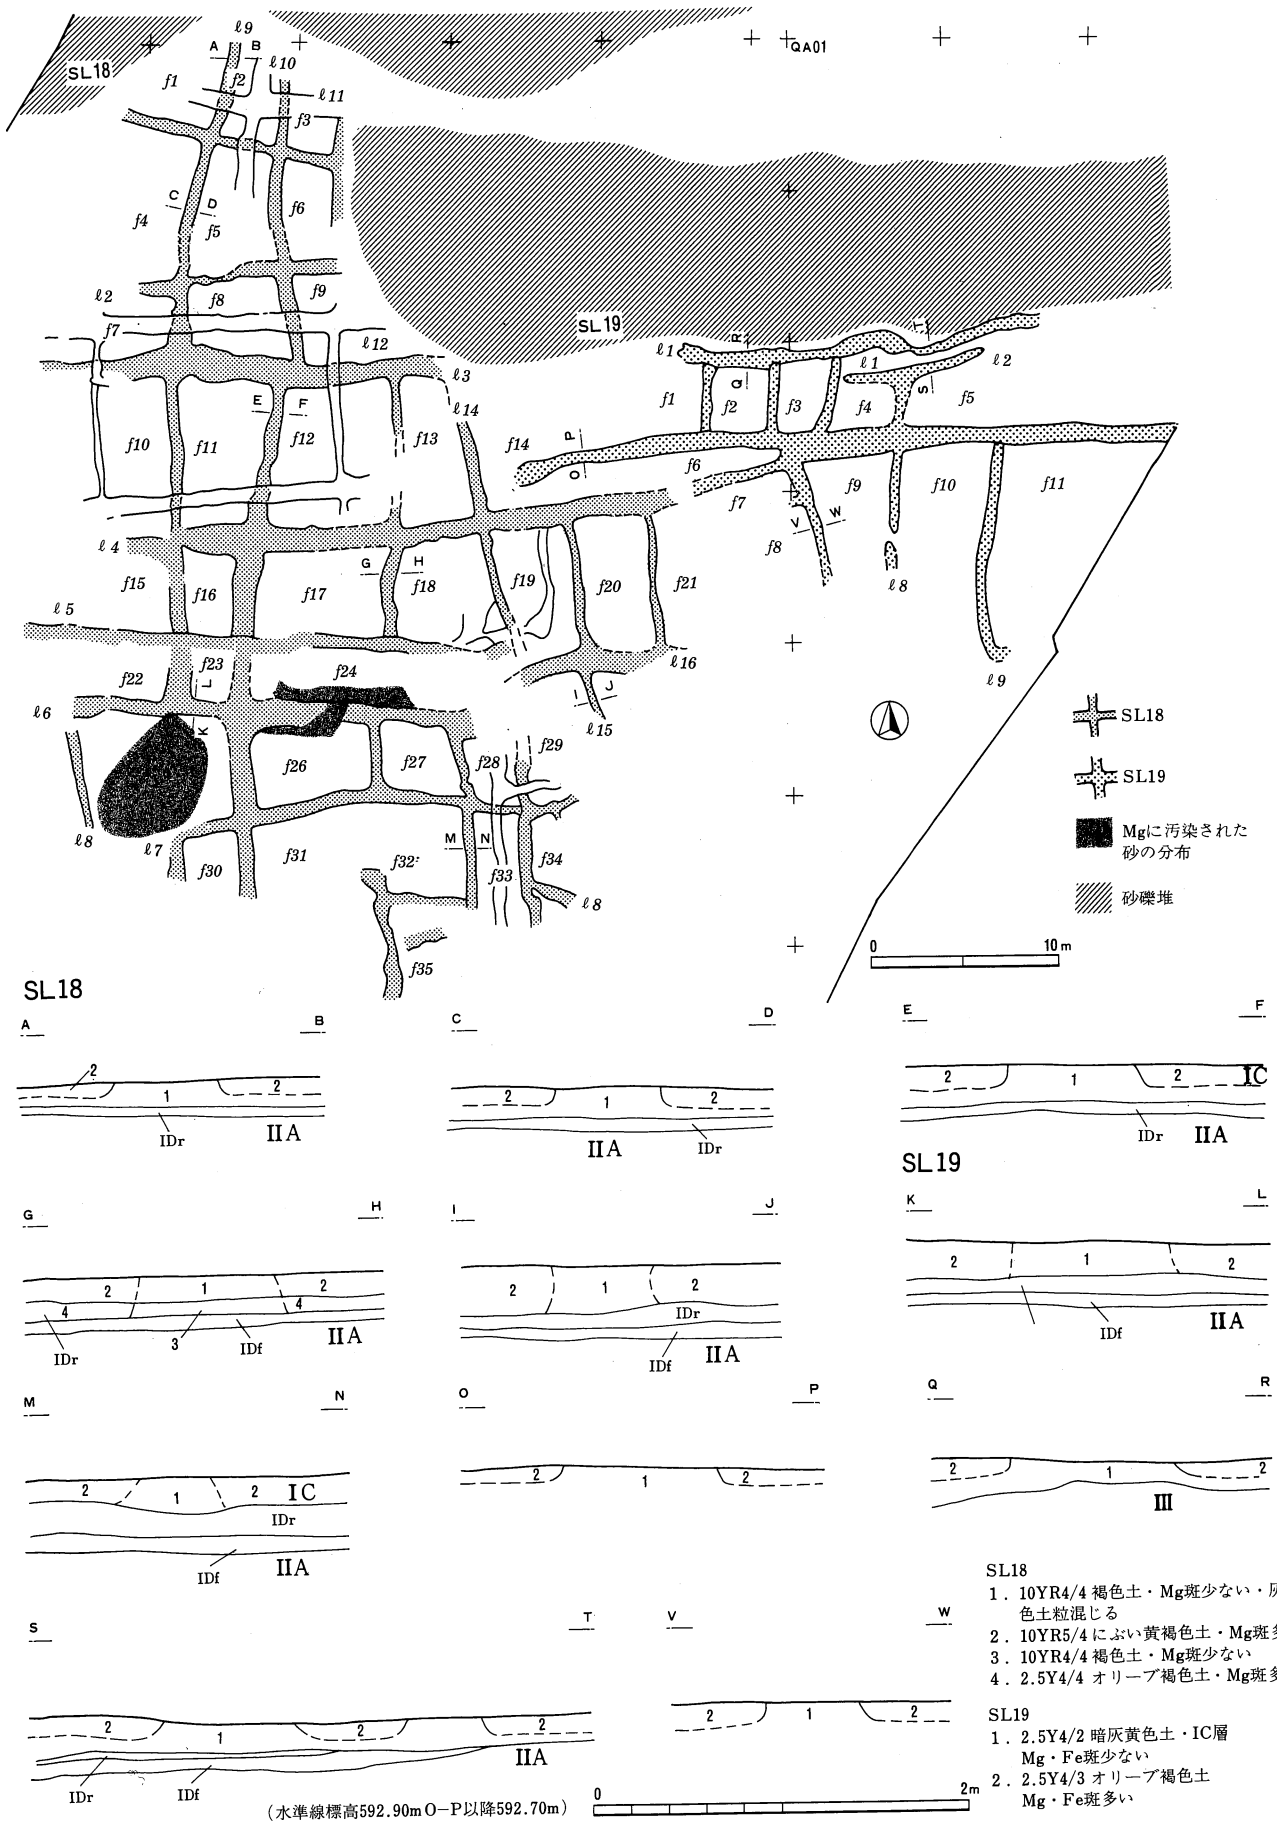 ℓ9
A B
ℓ10
QA01
SL18
f1 f2
ℓ11
f3
C
D
f4
f5
f6
ℓ2
f8
f9
f7
ℓ12
SL19
ℓ1
R
T
ℓ1
ℓ2
ℓ3
ℓ14
E F
Q
S
f1 f2 f3 f4 f5
f10 f11 f12 f13 f14
P
O
f6
f7
f9 f10 f11
V W
f8
ℓ4
G H
f15 f16 f17 f18 f19 f20 f21
ℓ8
ℓ5
f22 f23 f24
L
J
I
ℓ16
ℓ9
ℓ6
ℓ15
K
SL18
f26 f27 f28 f29
SL19
ℓ8
ℓ7
M N
f30 f31 f32 f33 f34
ℓ8
Mgに汚染された
砂の分布
砂礫堆
f35
0 10m
SL18
A B
2 1 2
IDr IIA
C D
2 1 2
IIA IDr
E F
2 1 2 IC
IDr IIA
SL19
G H
2 1 2
4 4
IDr 3 IDf IIA
I J
2 1 2
IDr
IDf IIA
K L
2 1 2
IDf IIA
M N
2 1 2 IC
IDr
IDf IIA
O P
2 1 2
Q R
2 1 2
III
S T
2 1 2 2
IIA
IDr IDf
V W
2 1 2
(水準線標高592.90m O-P以降592.70m)
0 2m
SL18
1. 10YR4/4 褐色土・Mg斑少ない・
色土粒混じる
2. 10YR5/4 にぶい黄褐色土・Mg斑
3. 10YR4/4 褐色土・Mg斑少ない
4. 2.5Y4/4 オリーブ褐色土・Mg斑
SL19
1. 2.5Y4/2 暗灰黄色土・IC層
Mg・Fe斑少ない
2. 2.5Y4/3 オリーブ褐色土
Mg・Fe斑多い